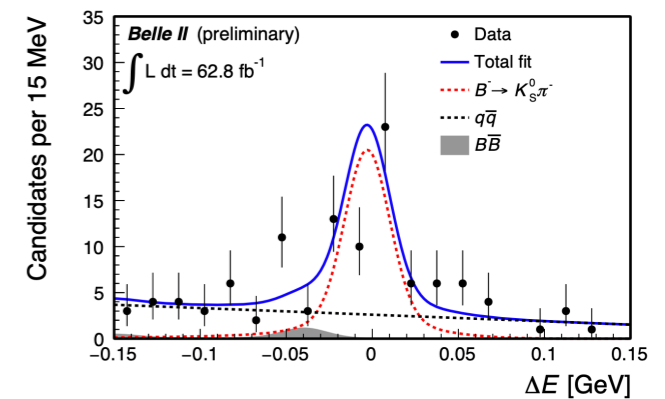 Belle II (preliminary)
∫ L dt = 62.8 fb⁻¹
Data
Total fit
B⁻→ K⁰_S π⁻
qq̅
BB̅
Candidates per 15 MeV
35
30
25
20
15
10
5
0
−0.15 −0.1 −0.05 0 0.05 0.1 0.15
ΔE [GeV]